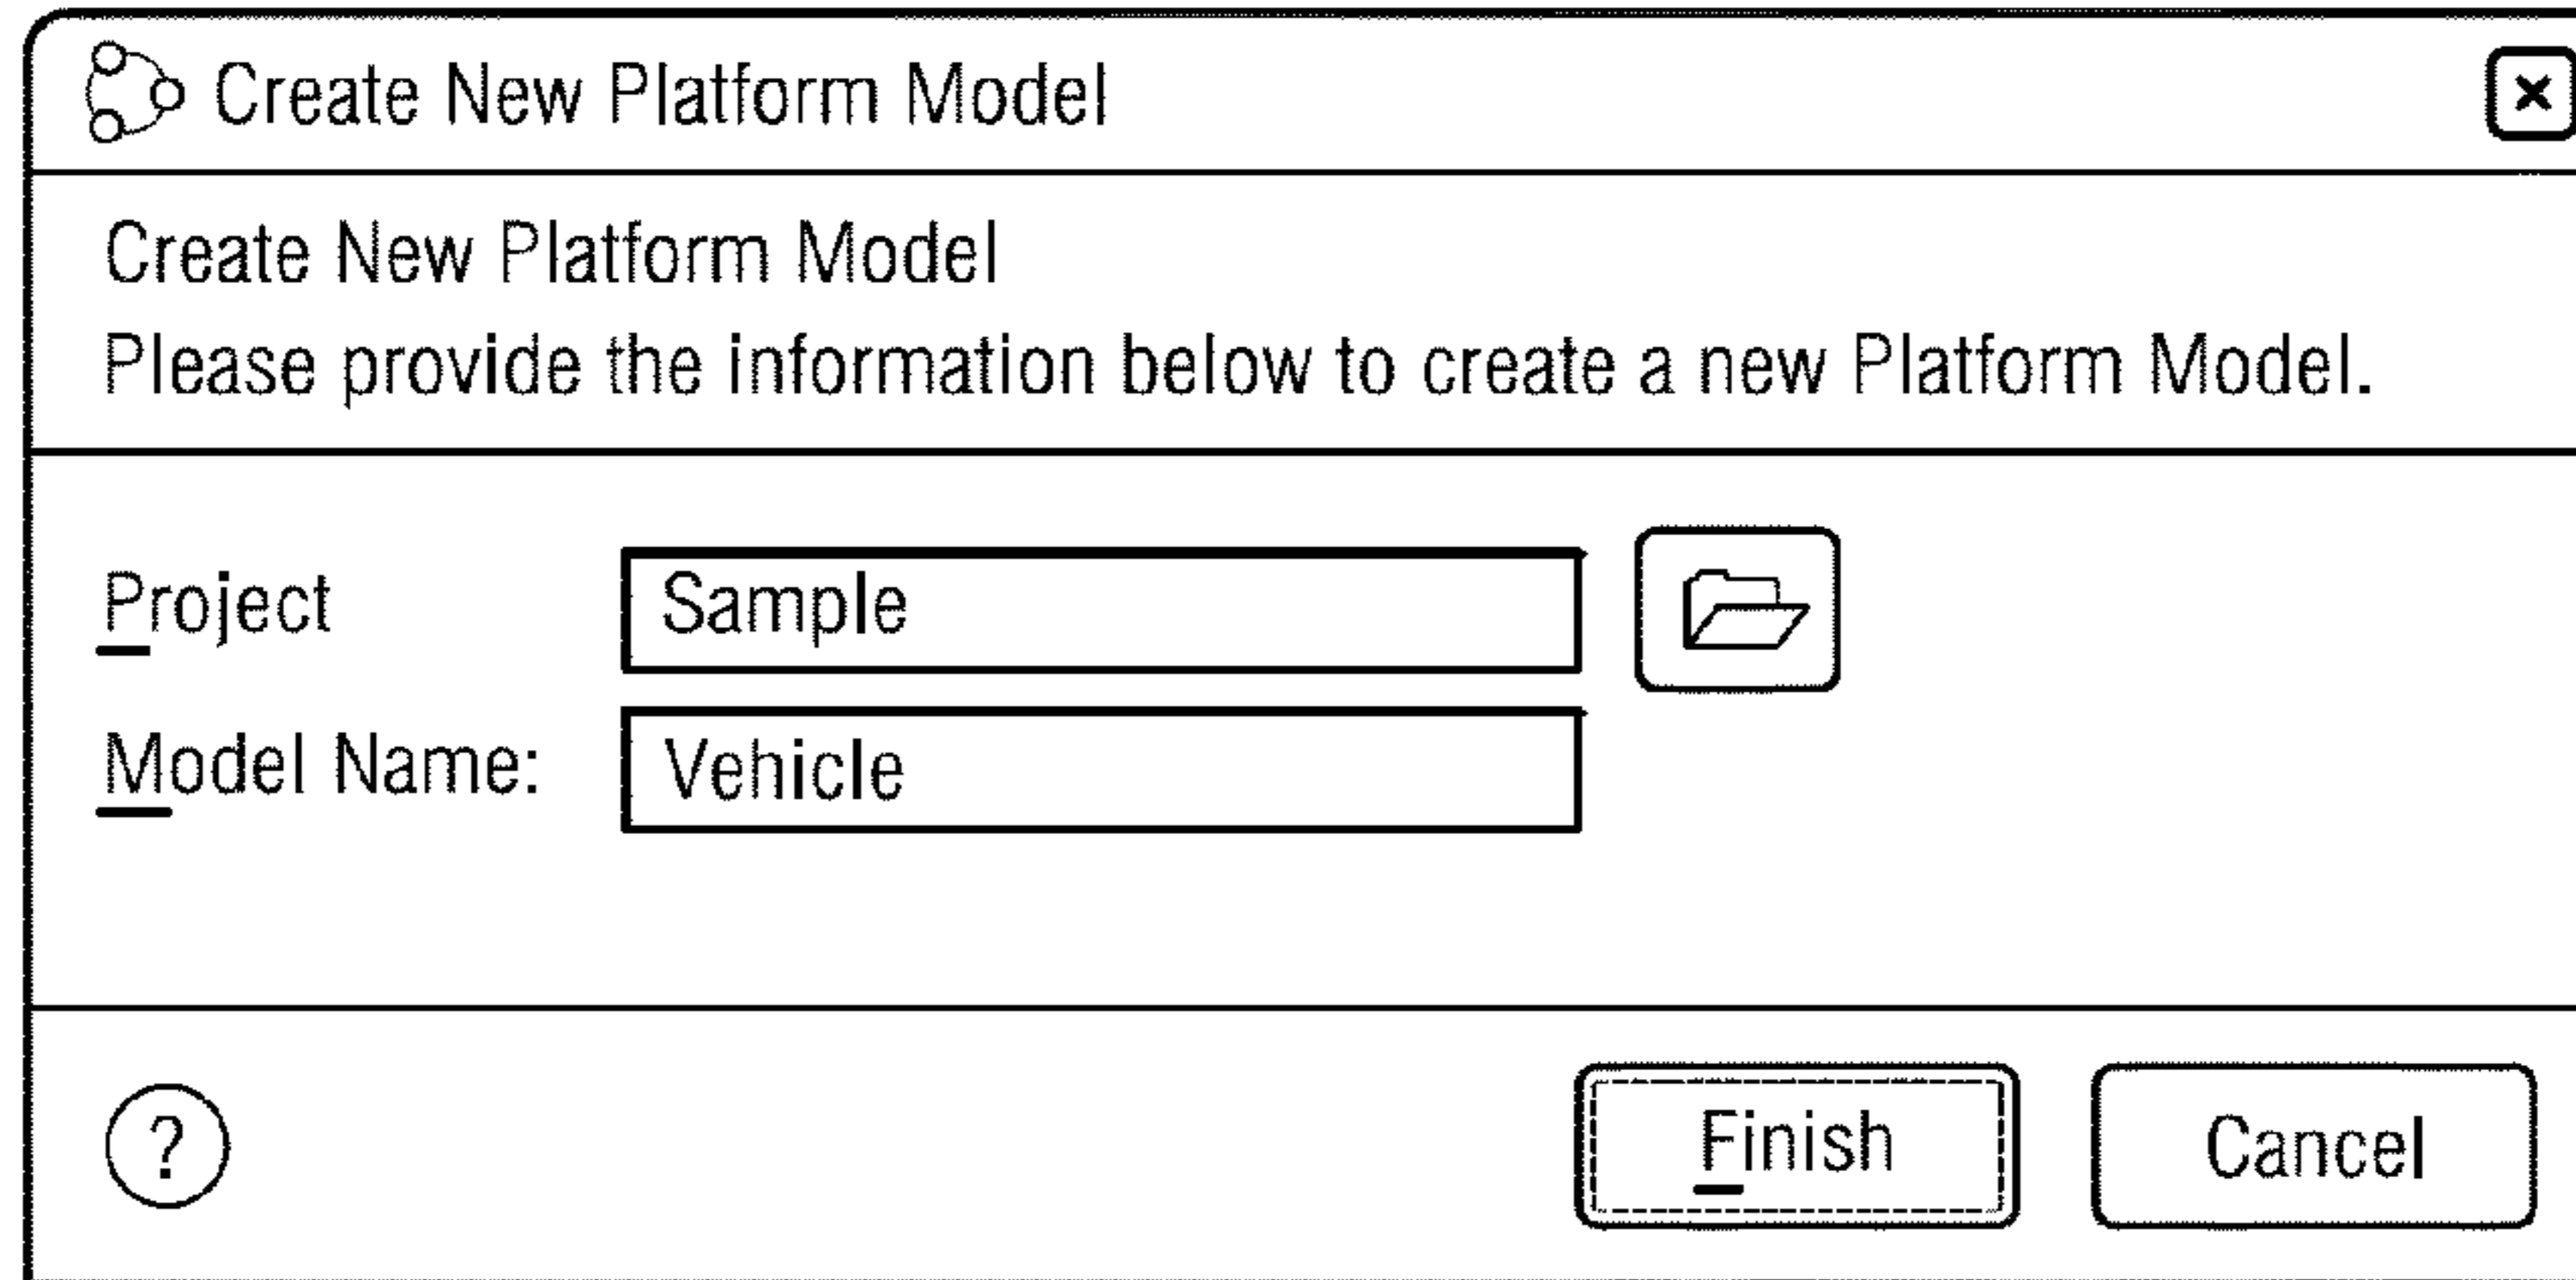 Create New Platform Model
Create New Platform Model
Please provide the information below to create a new Platform Model.
Project Sample
Model Name: Vehicle
? Finish Cancel